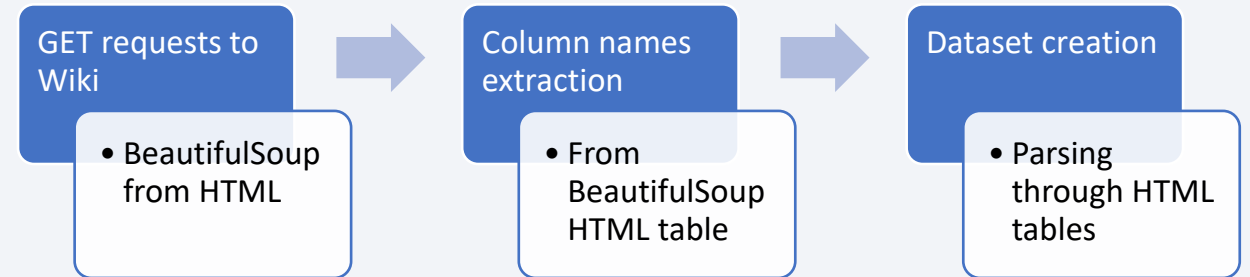 GET requests to
Wiki
• BeautifulSoup
from HTML
Column names
extraction
• From
BeautifulSoup
HTML table
Dataset creation
• Parsing
through HTML
tables